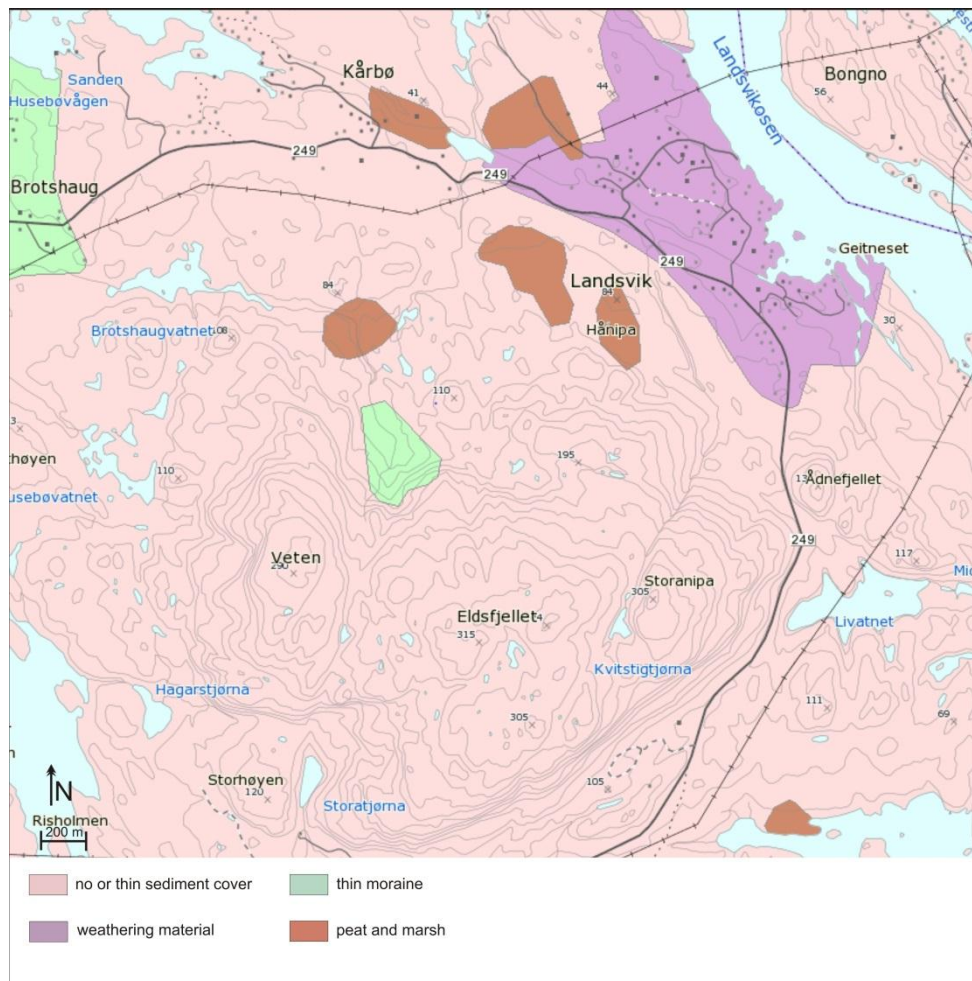 Sanden
Husebøvågen
Kårbø
41
44
Landsvikosen
Bongno
56
249
249
Brotshaug
Geitneset
249
Landsvik
84
84
Hånipa
30
Brotshaugvatnet
110
195
110
Ådnefjellet
249
117
Veten
290
Storanipa
305
Eldsfjellet
315
Livatnet
Kvitstigtjørna
Hagarstjørna
111
69
305
Storhøyen
120
105
Storatjørna
N
Risholmen
200 m
no or thin sediment cover
thin moraine
weathering material
peat and marsh